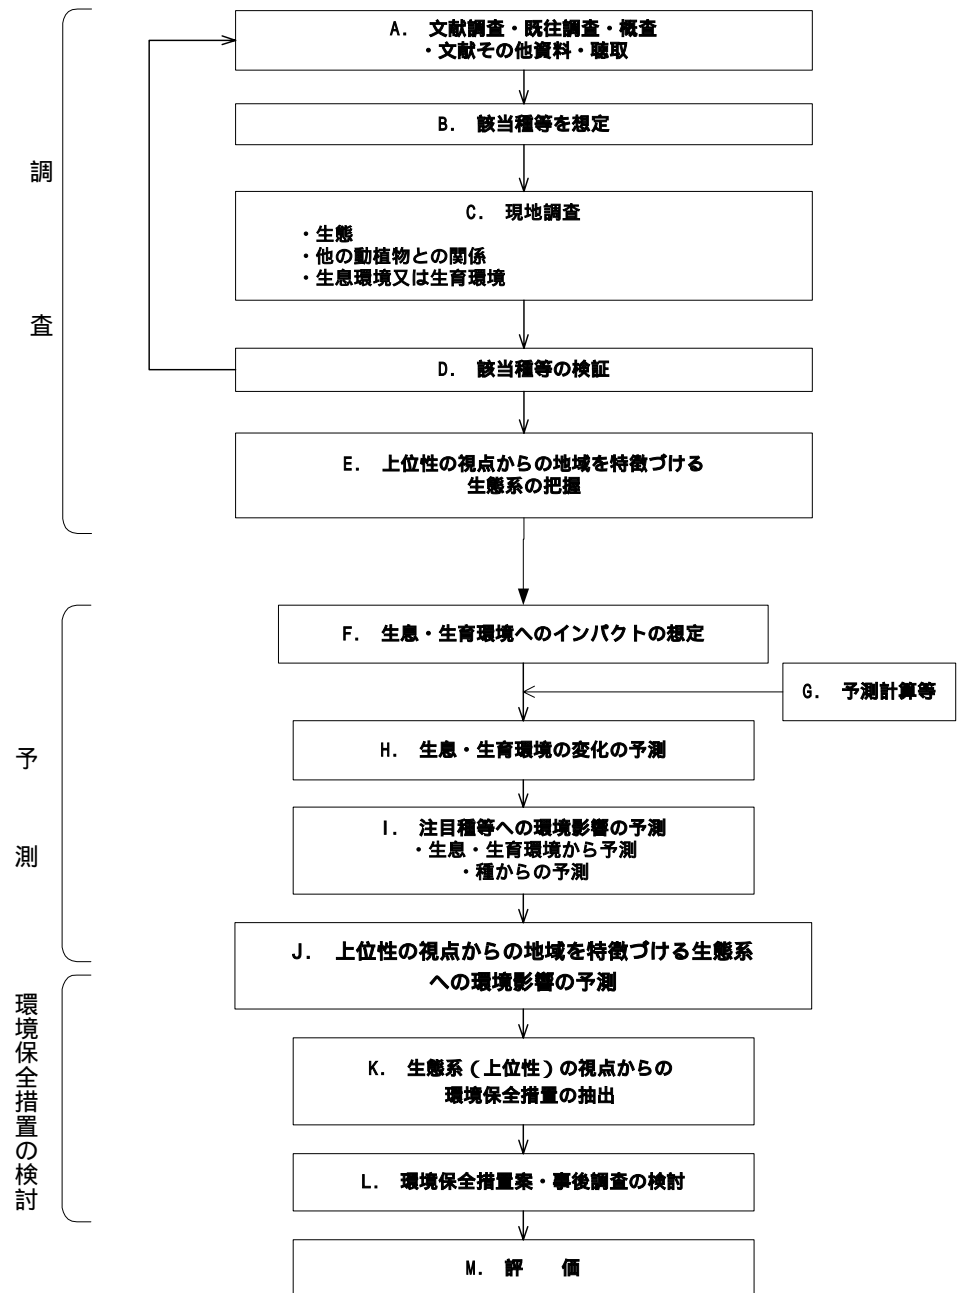 A. 文献調査・既往調査・概査
・文献その他資料・聴取
B. 該当種等を想定
調
C. 現地調査
・生態
・他の動植物との関係
・生息環境又は生育環境
査
D. 該当種等の検証
E. 上位性の視点からの地域を特徴づける
生態系の把握
F. 生息・生育環境へのインパクトの想定
G. 予測計算等
H. 生息・生育環境の変化の予測
予
I. 注目種等への環境影響の予測
・生息・生育環境から予測
・種からの予測
測
J. 上位性の視点からの地域を特徴づける生態系
への環境影響の予測
環境保全措置の検討
K. 生態系(上位性)の視点からの
環境保全措置の抽出
L. 環境保全措置案・事後調査の検討
M. 評 価